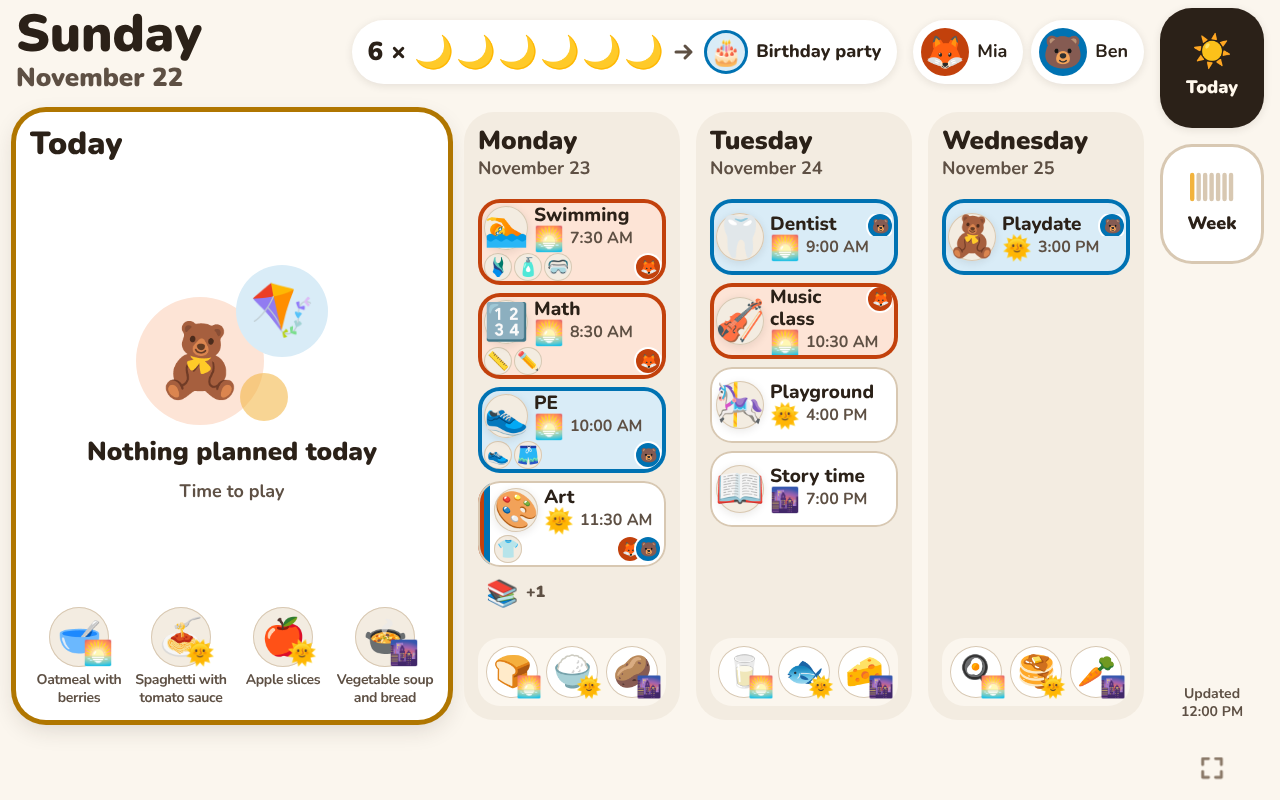 Sunday
November 22
6 ×
Birthday party
Mia
Ben
Today
Week
Today
Nothing planned today
Time to play
Oatmeal with
berries
Spaghetti with
tomato sauce
Apple slices
Vegetable soup
and bread
Monday
November 23
Swimming
7:30 AM
Math
8:30 AM
1 2
3 4
PE
10:00 AM
Art
11:30 AM
+1
Tuesday
November 24
Dentist
9:00 AM
Music
class
10:30 AM
Playground
4:00 PM
Story time
7:00 PM
Wednesday
November 25
Playdate
3:00 PM
Updated
12:00 PM